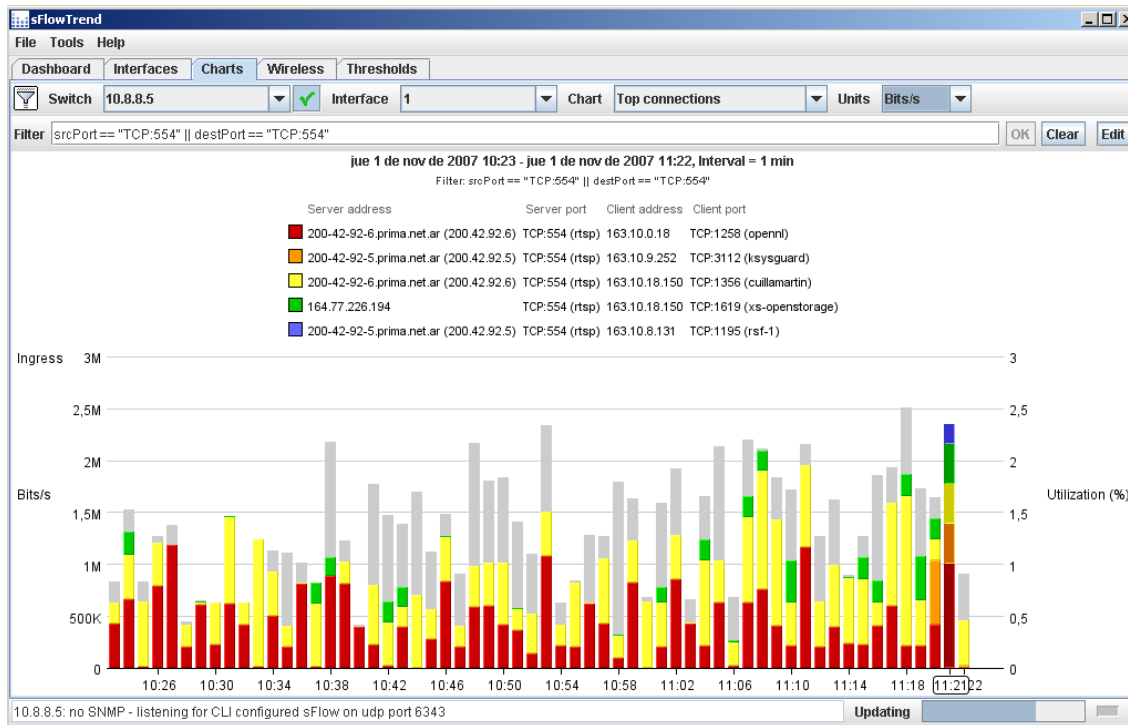 sFlowTrend
File Tools Help
Dashboard Interfaces Charts Wireless Thresholds
Switch 10.8.8.5 Interface 1 Chart Top connections Units Bits/s
Filter srcPort == "TCP:554" || destPort == "TCP:554" OK Clear Edit
jue 1 de nov de 2007 10:23 - jue 1 de nov de 2007 11:22, Interval = 1 min
Filter: srcPort == "TCP:554" || destPort == "TCP:554"
Server address Server port Client address Client port
200-42-92-6.prima.net.ar (200.42.92.6) TCP:554 (rtsp) 163.10.0.18 TCP:1258 (opennl)
200-42-92-5.prima.net.ar (200.42.92.5) TCP:554 (rtsp) 163.10.9.252 TCP:3112 (ksysguard)
200-42-92-6.prima.net.ar (200.42.92.6) TCP:554 (rtsp) 163.10.18.150 TCP:1356 (cuillamartin)
164.77.226.194 TCP:554 (rtsp) 163.10.18.150 TCP:1619 (xs-openstorage)
200-42-92-5.prima.net.ar (200.42.92.5) TCP:554 (rtsp) 163.10.8.131 TCP:1195 (rsf-1)
Ingress 3M 3
2,5M 2,5
2M 2
Bits/s Utilization (%)
1,5M 1,5
1M 1
500K 0,5
0 0
10:26 10:30 10:34 10:38 10:42 10:46 10:50 10:54 10:58 11:02 11:06 11:10 11:14 11:18 11:21 22
10.8.8.5: no SNMP - listening for CLI configured sFlow on udp port 6343 Updating